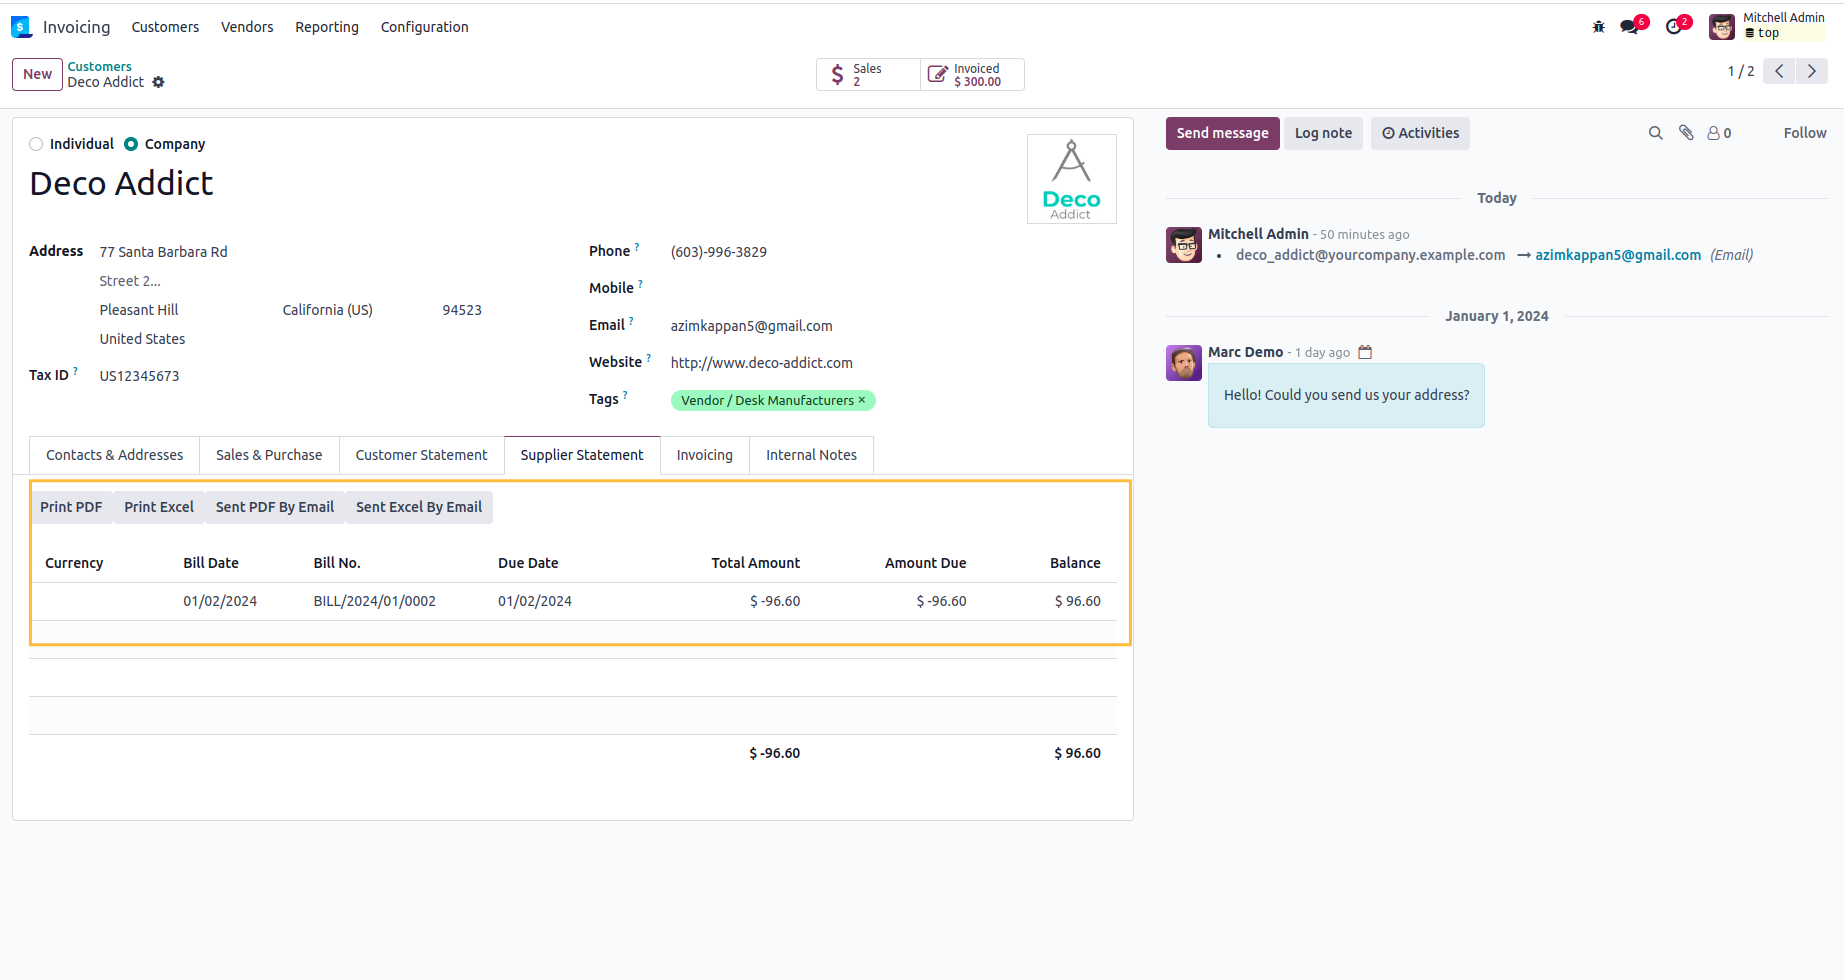 Invoicing Customers Vendors Reporting Configuration 6 2 Mitchell Admin
top
New Customers
Deco Addict
Sales
2
Invoiced
$ 300.00
1 / 2
Individual Company
Deco Addict
Deco
Addict
Address 77 Santa Barbara Rd
Street 2...
Pleasant Hill California (US) 94523
United States
Tax ID ? US12345673
Phone ? (603)-996-3829
Mobile ?
Email ? azimkappan5@gmail.com
Website ? http://www.deco-addict.com
Tags ? Vendor / Desk Manufacturers ×
Contacts & Addresses Sales & Purchase Customer Statement Supplier Statement Invoicing Internal Notes
Print PDF Print Excel Sent PDF By Email Sent Excel By Email
Currency Bill Date Bill No. Due Date Total Amount Amount Due Balance
01/02/2024 BILL/2024/01/0002 01/02/2024 $ -96.60 $ -96.60 $ 96.60
$ -96.60 $ 96.60
Send message Log note Activities 0 Follow
Today
Mitchell Admin - 50 minutes ago
• deco_addict@yourcompany.example.com → azimkappan5@gmail.com (Email)
January 1, 2024
Marc Demo - 1 day ago
Hello! Could you send us your address?